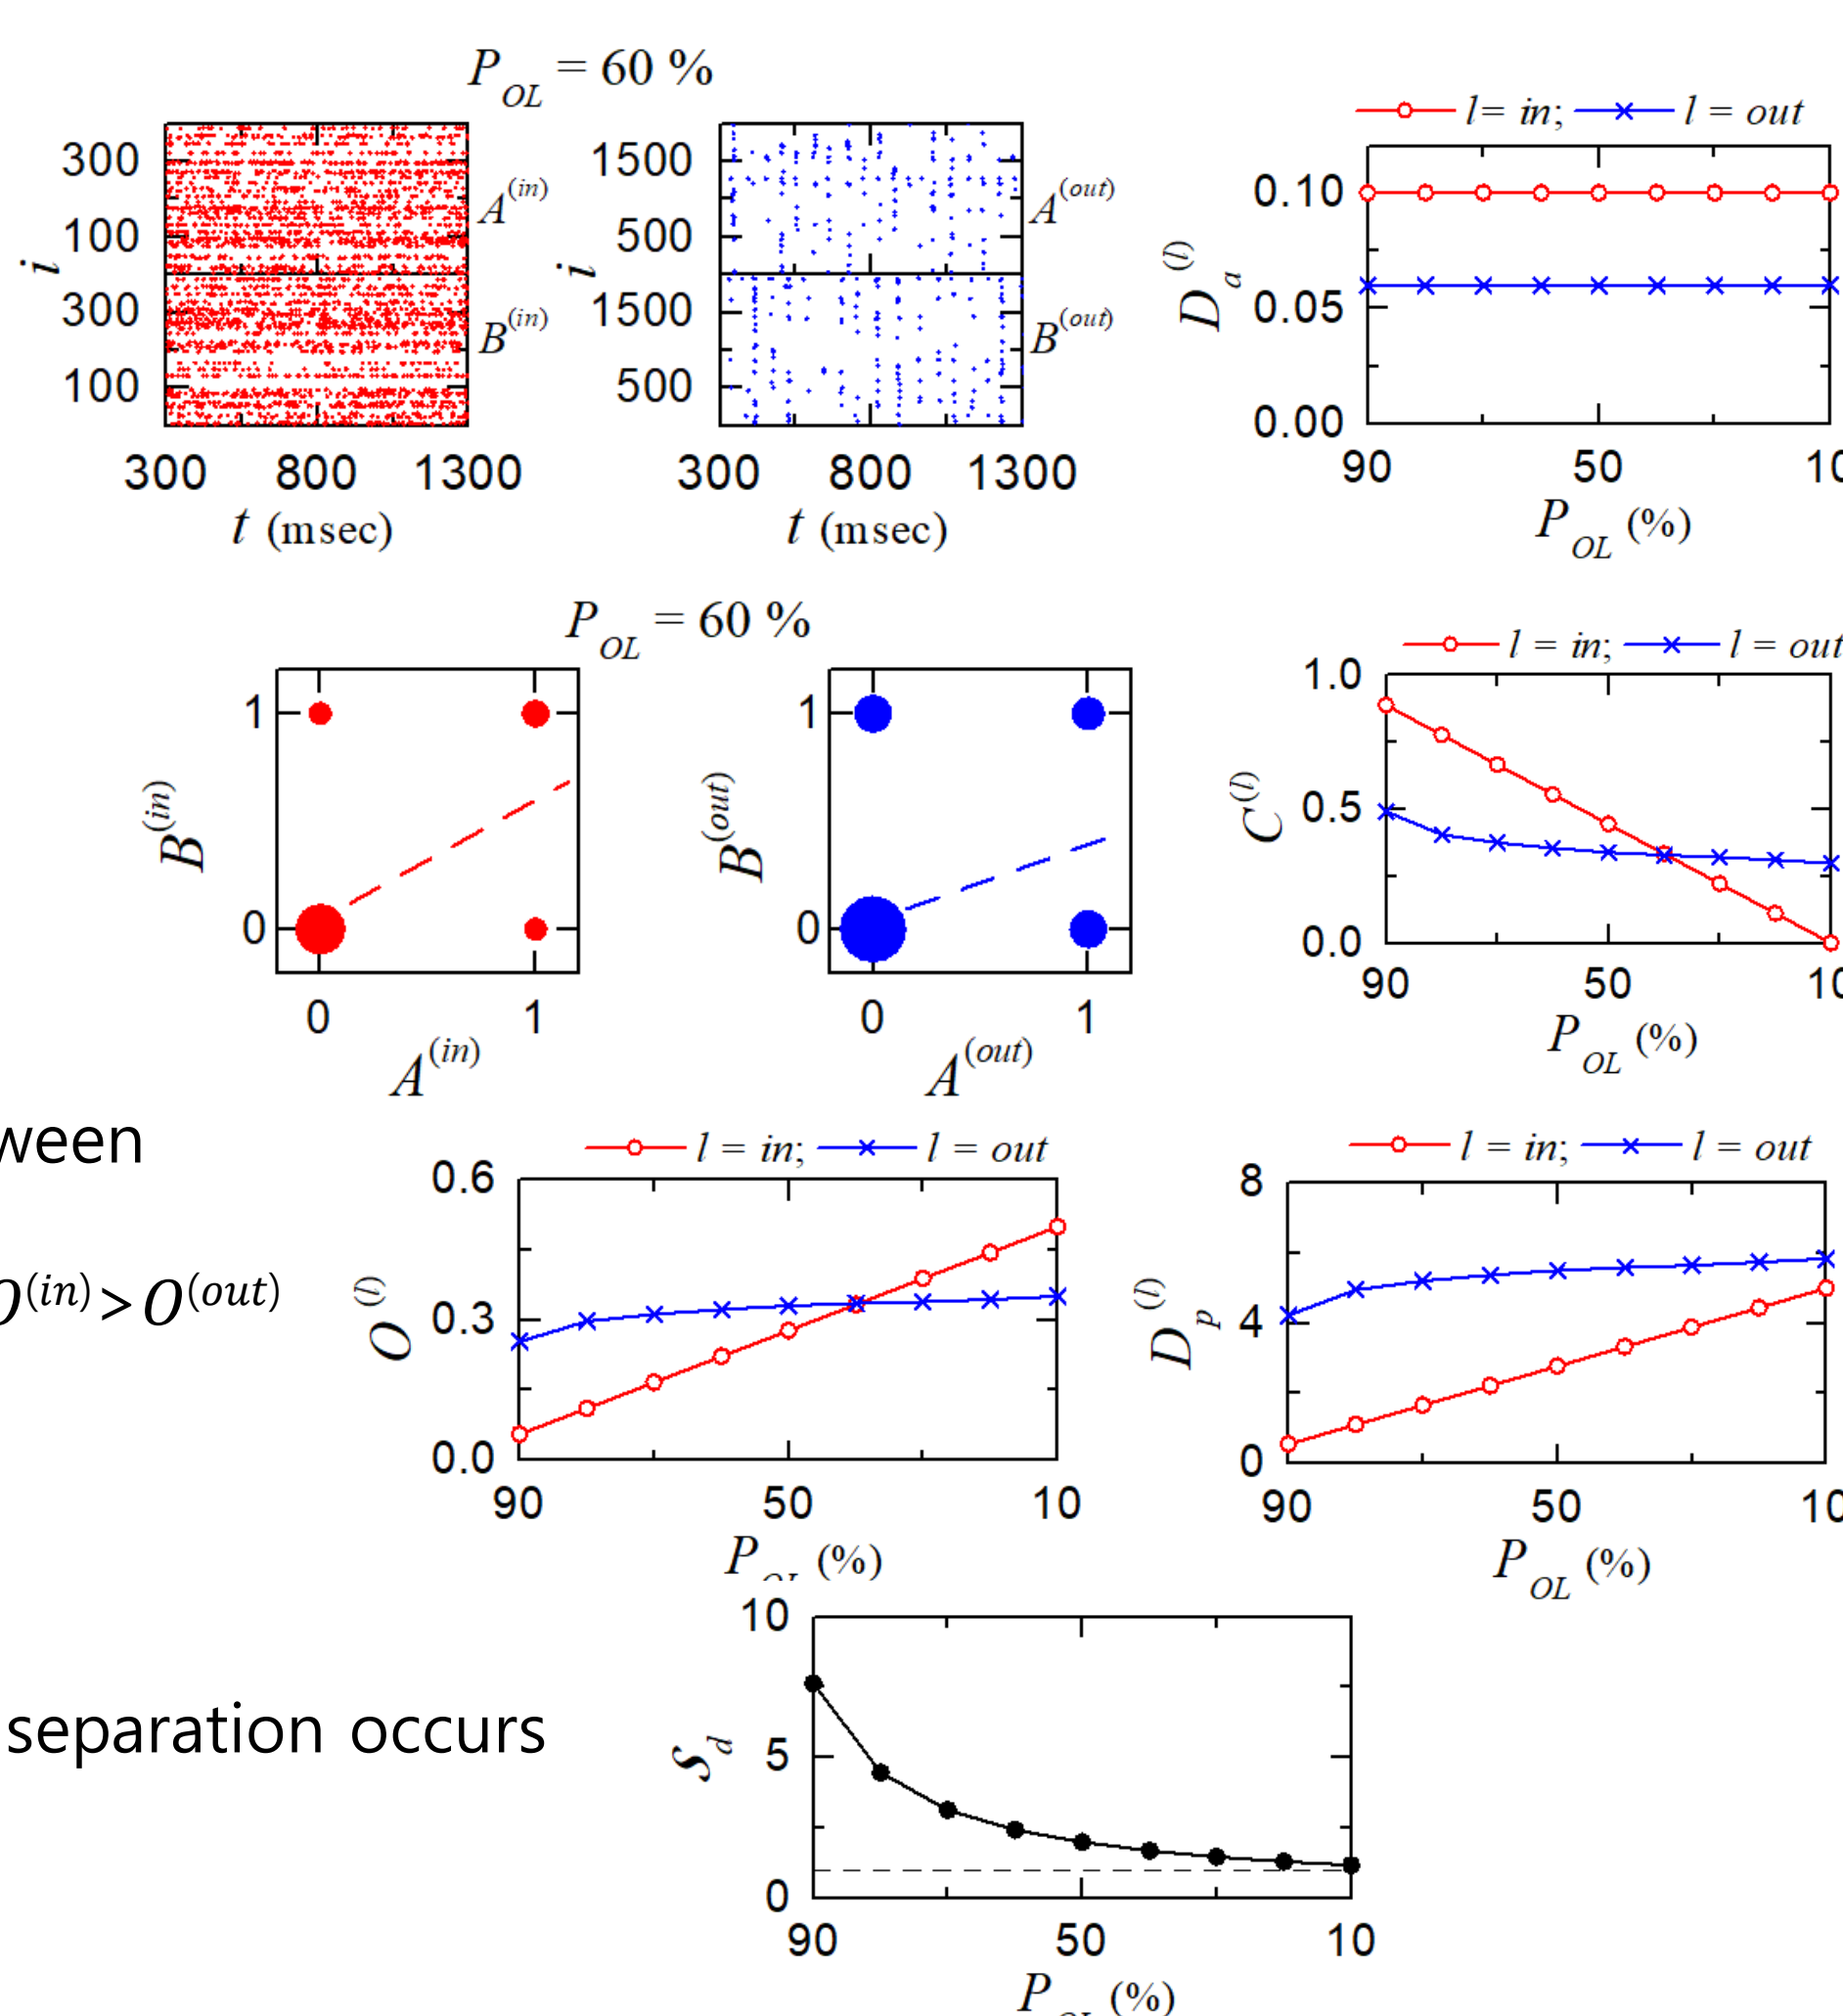 P_OL = 60 %
300
100
300
100
i
A^(in)
B^(in)
300 800 1300
t (msec)
1500
500
1500
500
i
A^(out)
B^(out)
300 800 1300
t (msec)
l= in; l = out
0.10
0.05
0.00
D_a^(l)
90 50
P_OL (%)
P_OL = 60 %
1
0
B^(in)
0 1
A^(in)
1
0
B^(out)
0 1
A^(out)
l = in; l = out
1.0
0.5
0.0
C^(l)
90 50
P_OL (%)
ween
O^(in)>O^(out)
l = in; l = out
0.6
0.3
0.0
O^(l)
90 50 10
P_OL (%)
l = in; l = out
8
4
0
D_p^(l)
90 50
P_OL (%)
separation occurs
10
5
0
S_d
90 50 10
P_OL (%)